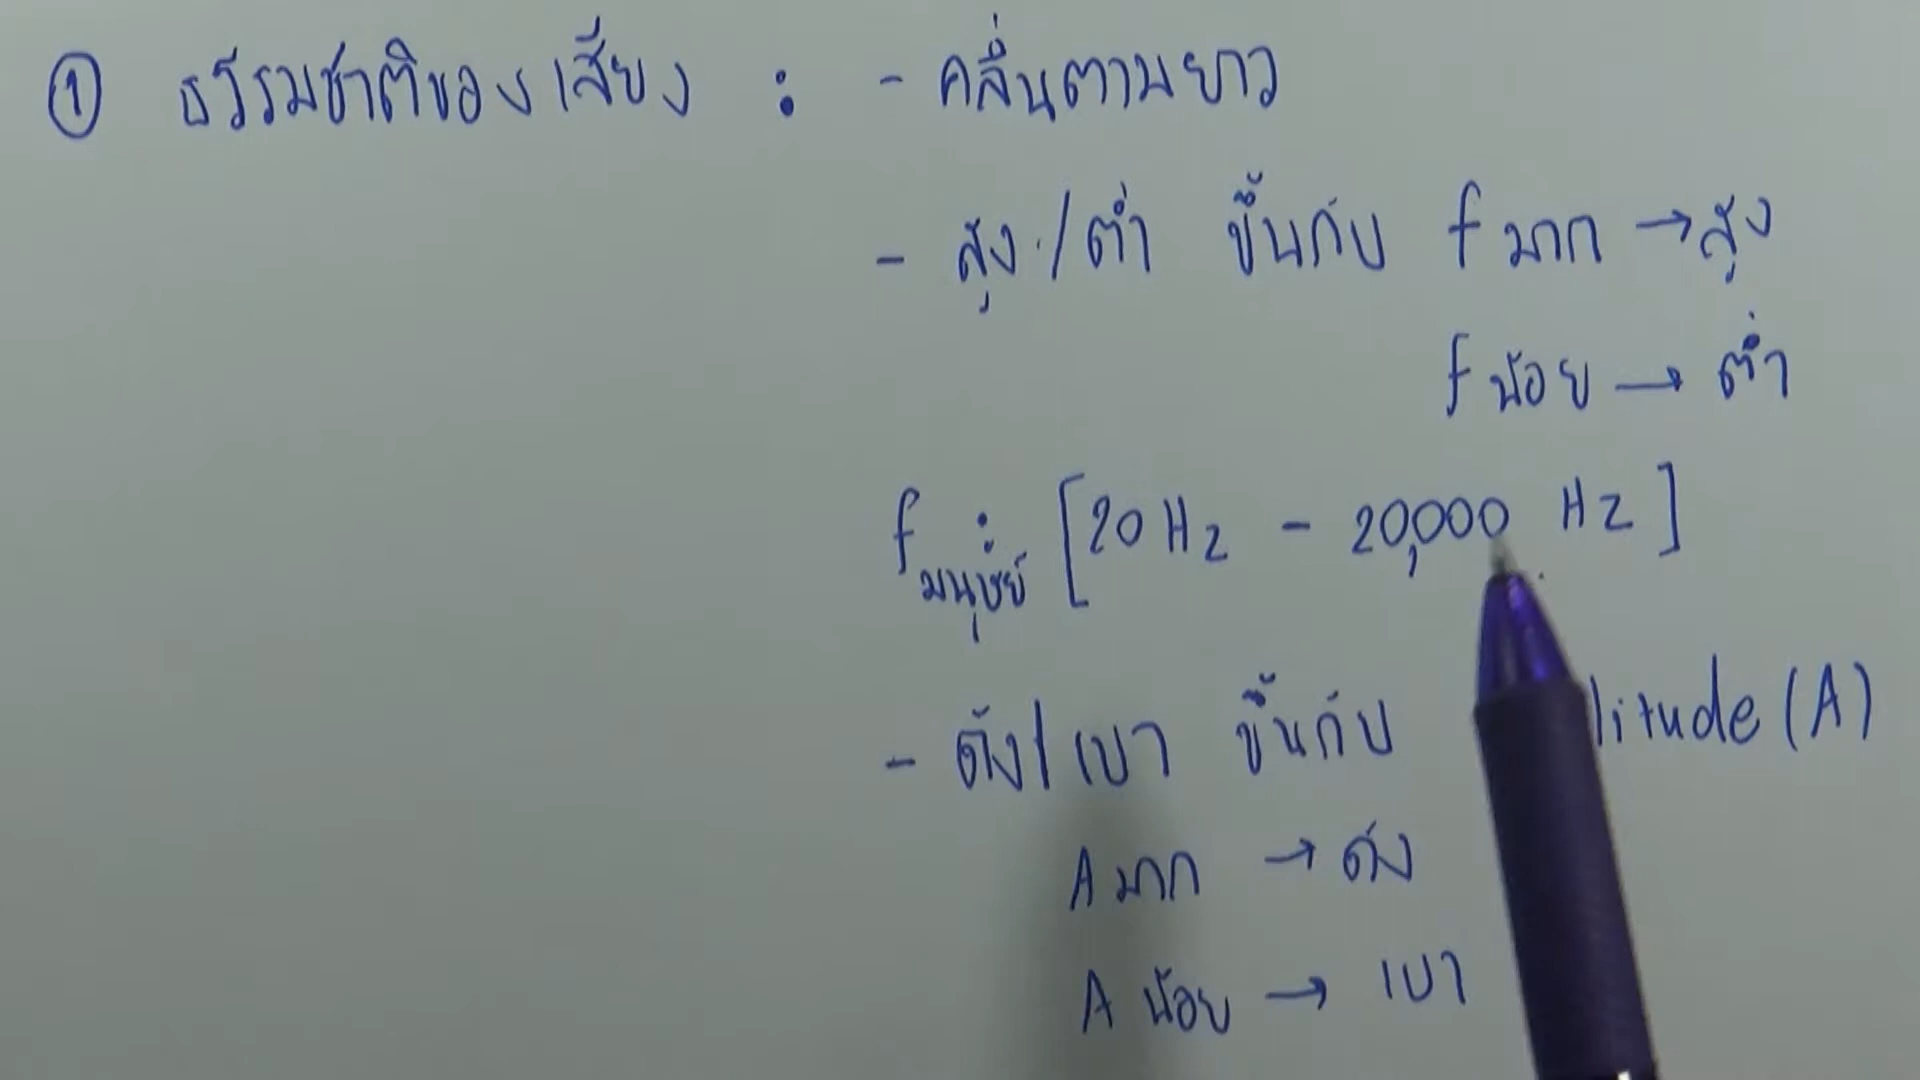 ① ธรรมชาติของเสียง : - คลื่นตามยาว
- สูง/ต่ำ ขึ้นกับ f มาก → สูง
f น้อย → ต่ำ
f มนุษย์ : [20 Hz - 20,000 Hz]
- ดัง/เบา ขึ้นกับ litude (A)
A มาก → ดัง
A น้อย → เบา